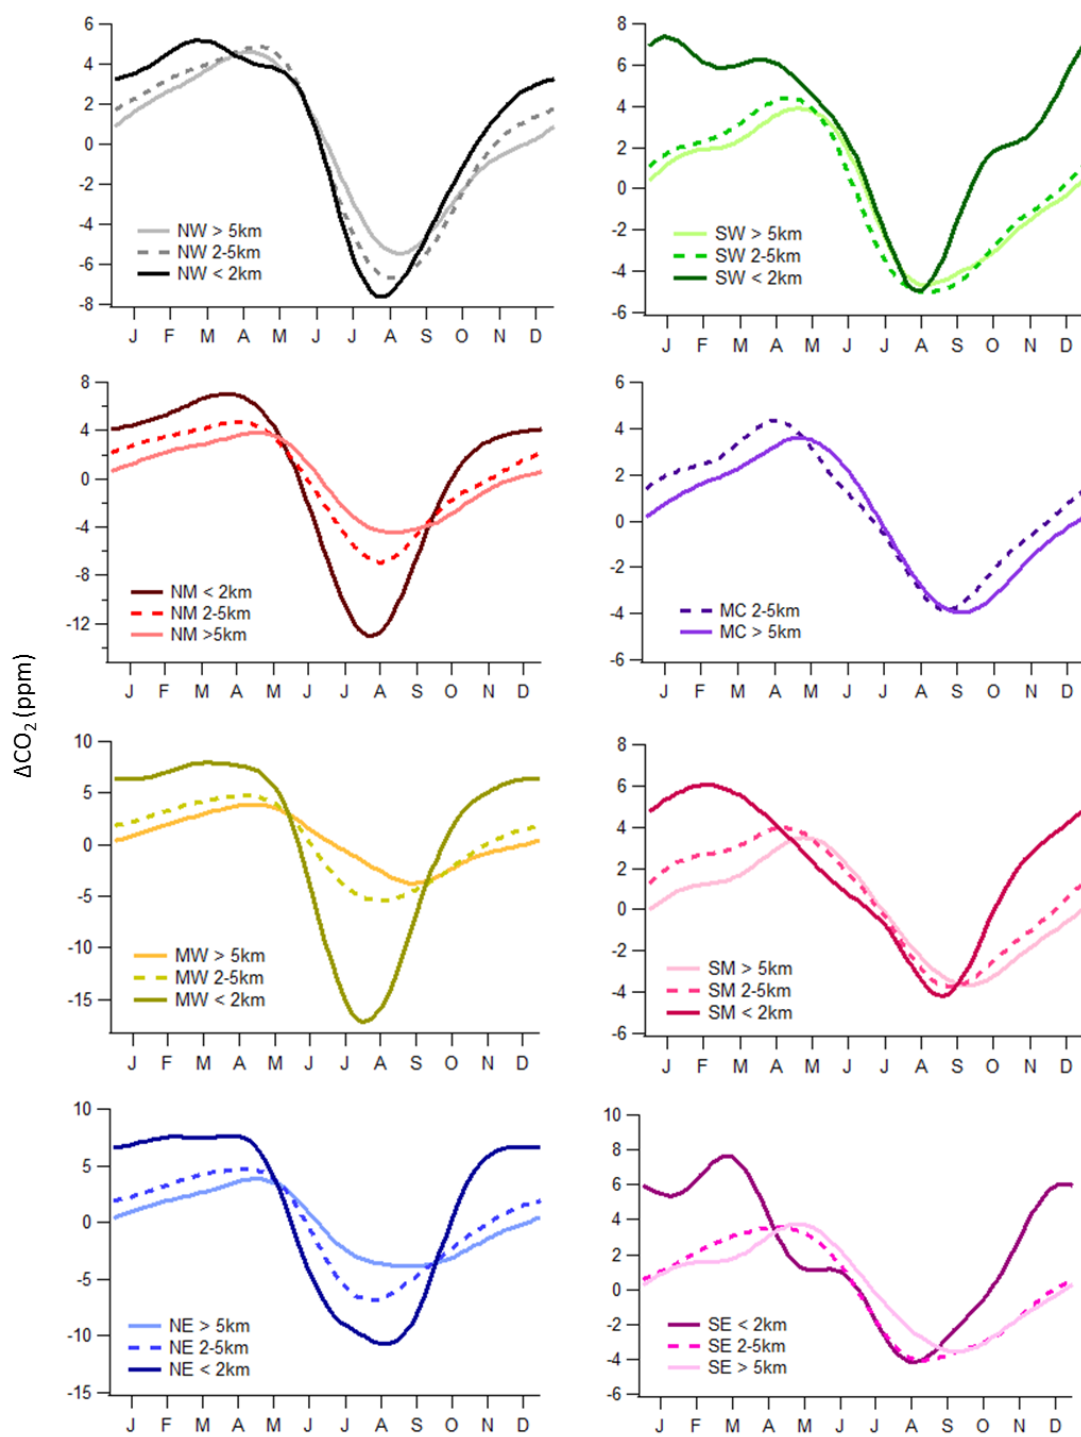 ΔCO2 (ppm)
6
4
2
0
-2
-4
-6
-8
NW > 5km
NW 2-5km
NW < 2km
J F M A M J J A S O N D
8
6
4
2
0
-2
-4
-6
SW > 5km
SW 2-5km
SW < 2km
J F M A M J J A S O N D
8
4
0
-4
-8
-12
NM < 2km
NM 2-5km
NM >5km
J F M A M J J A S O N D
6
4
2
0
-2
-4
-6
MC 2-5km
MC > 5km
J F M A M J J A S O N D
10
5
0
-5
-10
-15
MW > 5km
MW 2-5km
MW < 2km
J F M A M J J A S O N D
8
6
4
2
0
-2
-4
-6
SM > 5km
SM 2-5km
SM < 2km
J F M A M J J A S O N D
10
5
0
-5
-10
-15
NE > 5km
NE 2-5km
NE < 2km
J F M A M J J A S O N D
10
8
6
4
2
0
-2
-4
-6
SE < 2km
SE 2-5km
SE > 5km
J F M A M J J A S O N D